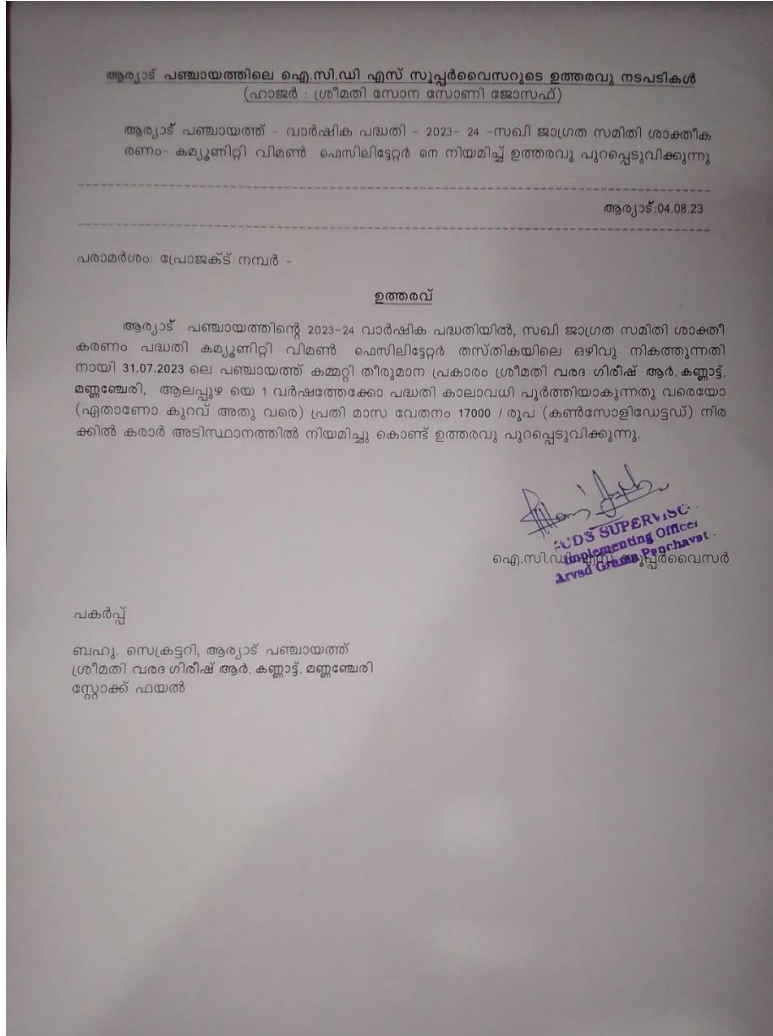 ആര്യാട് പഞ്ചായത്തിലെ ഐ.സി.ഡി എസ് സൂപ്പർവൈസറുടെ ഉത്തരവു നടപടികൾ
(ഹാജർ : ശ്രീമതി സോന സോണി ജോസഫ്)
ആര്യാട് പഞ്ചായത്ത് - വാർഷിക പദ്ധതി - 2023- 24 -സഖി ജാഗ്രത സമിതി ശാക്തീക
രണം- കമ്യൂണിറ്റി വിമൺ ഫെസിലിട്ടേറ്റർ നെ നിയമിച്ച് ഉത്തരവു പുറപ്പെടുവിക്കുന്നു
ആര്യാട്:04.08.23
പരാമർശം: പ്രോജക്ട് നമ്പർ -
ഉത്തരവ്
ആര്യാട് പഞ്ചായത്തിന്റെ 2023-24 വാർഷിക പദ്ധതിയിൽ, സഖി ജാഗ്രത സമിതി ശാക്തീ
കരണം പദ്ധതി കമ്യൂണിറ്റി വിമൺ ഫെസിലിട്ടേറ്റർ തസ്തികയിലെ ഒഴിവു നികത്തുന്നതി
നായി 31.07.2023 ലെ പഞ്ചായത്ത് കമ്മറ്റി തീരുമാന പ്രകാരം ശ്രീമതി വരദ ഗിരീഷ് ആർ, കണ്ണാട്ട്,
മണ്ണഞ്ചേരി, ആലപ്പുഴ യെ 1 വർഷത്തേക്കോ പദ്ധതി കാലാവധി പൂർത്തിയാകുന്നതു വരെയോ
(ഏതാണോ കുറവ് അതു വരെ) പ്രതി മാസ വേതനം 17000 / രൂപ (കൺസോളിഡേട്ടഡ്) നിര
ക്കിൽ കരാർ അടിസ്ഥാനത്തിൽ നിയമിച്ചു കൊണ്ട് ഉത്തരവു പുറപ്പെടുവിക്കുന്നു.
ICDS SUPERVISOR
Implementing Officer
Aryad Grama Panchayat
ഐ.സി.ഡി എസ് സൂപ്പർവൈസർ
പകർപ്പ്
ബഹു. സെക്രട്ടറി, ആര്യാട് പഞ്ചായത്ത്
ശ്രീമതി വരദ ഗിരീഷ് ആർ, കണ്ണാട്ട്, മണ്ണഞ്ചേരി
സ്റ്റോക്ക് ഫയൽ